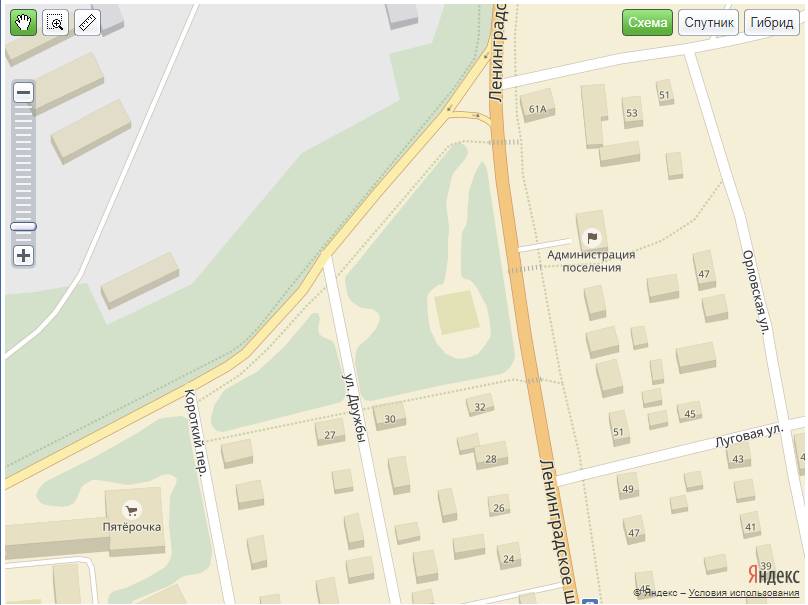 Схема
Спутник
Гибрид
Ленинградс
61А
53
51
Администрация
поселения
47
Орловская ул.
Короткий пер.
ул. Дружбы
27
30
32
28
26
24
51
45
Луговая ул.
43
4
49
47
41
39
45
Ленинградское ш
Пятёрочка
Яндекс
© Яндекс – Условия использования